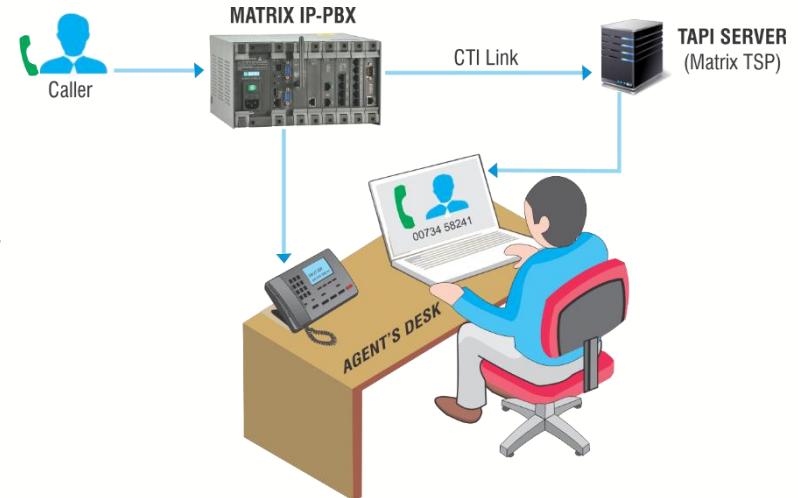 MATRIX IP-PBX
Caller
CTI Link
TAPI SERVER
(Matrix TSP)
00734 58241
AGENT'S DESK